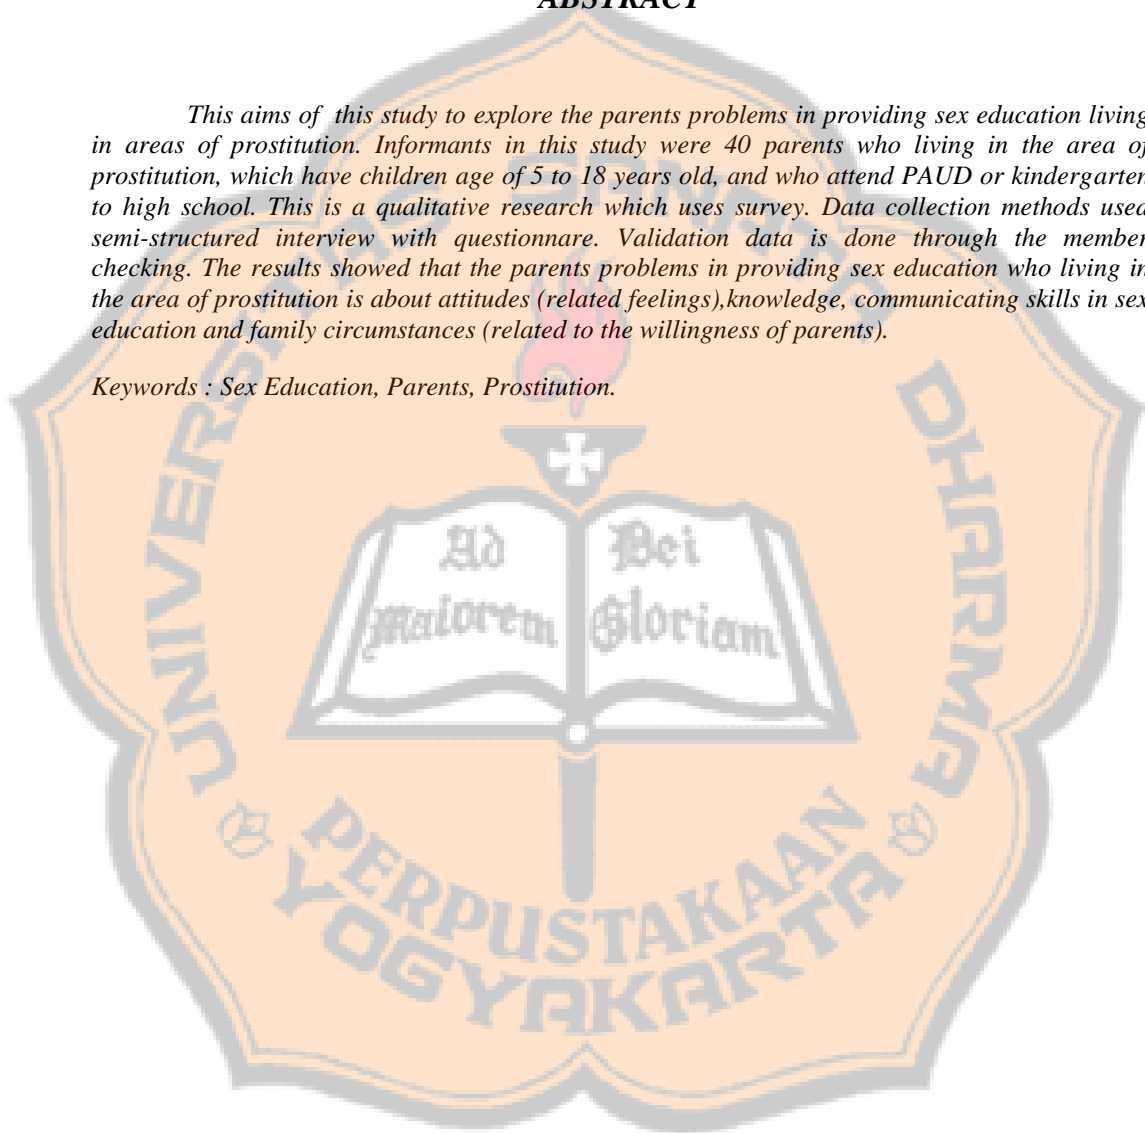 ABSTRACT
This aims of this study to explore the parents problems in providing sex education living
in areas of prostitution. Informants in this study were 40 parents who living in the area of
prostitution, which have children age of 5 to 18 years old, and who attend PAUD or kindergarten
to high school. This is a qualitative research which uses survey. Data collection methods used
semi-structured interview with questionnare. Validation data is done through the member
checking. The results showed that the parents problems in providing sex education who living in
the area of prostitution is about attitudes (related feelings),knowledge, communicating skills in sex
education and family circumstances (related to the willingness of parents).
Keywords : Sex Education, Parents, Prostitution.
UNIVERSITAS SANATA DHARMA
Ad Dei
Maiorem Gloriam
PERPUSTAKAAN
YOGYAKARTA